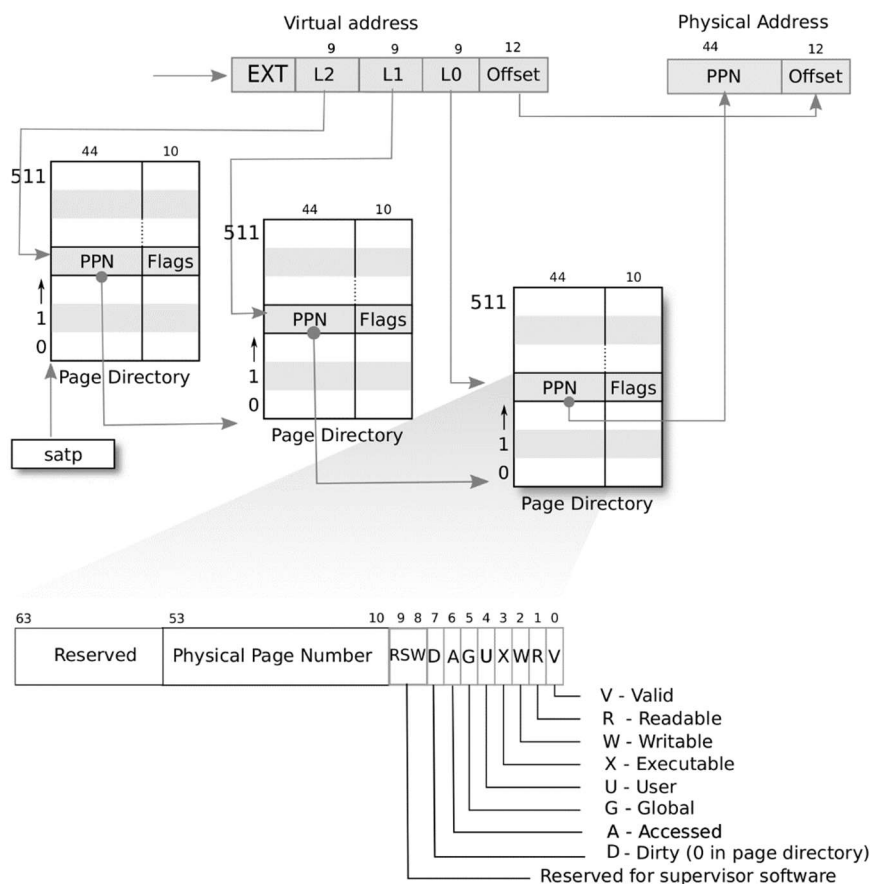 Virtual address
Physical Address
9 9 9 12
44 12
EXT L2 L1 L0 Offset
PPN Offset
44 10
511
PPN Flags
1
0
Page Directory
satp
44 10
511
PPN Flags
1
0
Page Directory
44 10
511
PPN Flags
1
0
Page Directory
63 53 10 9 8 7 6 5 4 3 2 1 0
Reserved Physical Page Number RSW D A G U X W R V
V - Valid
R - Readable
W - Writable
X - Executable
U - User
G - Global
A - Accessed
D - Dirty (0 in page directory)
Reserved for supervisor software